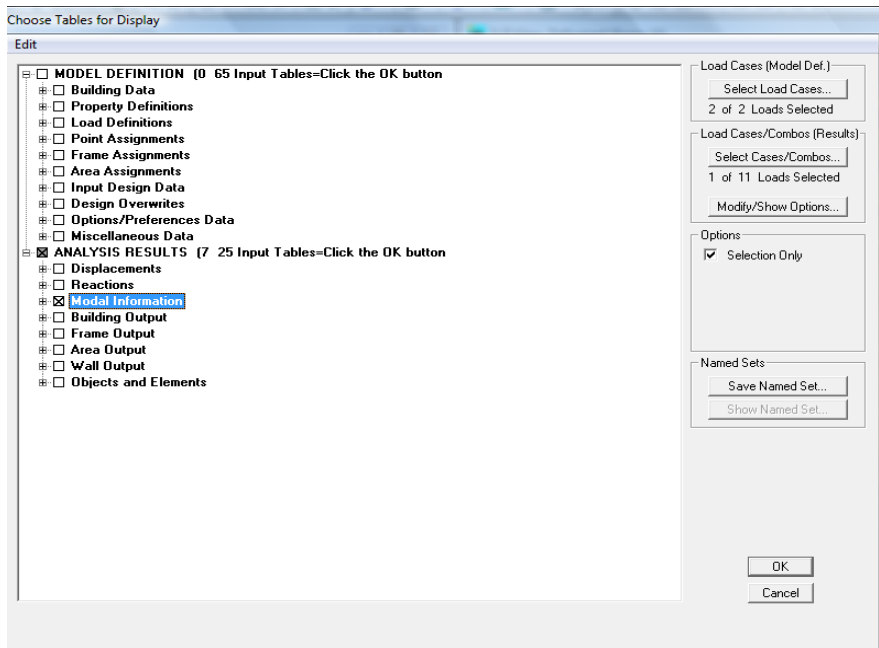 Choose Tables for Display
Edit
MODEL DEFINITION (0 65 Input Tables=Click the OK button
Building Data
Property Definitions
Load Definitions
Point Assignments
Frame Assignments
Area Assignments
Input Design Data
Design Overwrites
Options/Preferences Data
Miscellaneous Data
ANALYSIS RESULTS (7 25 Input Tables=Click the OK button
Displacements
Reactions
Modal Information
Building Output
Frame Output
Area Output
Wall Output
Objects and Elements
Load Cases (Model Def.)
Select Load Cases...
2 of 2 Loads Selected
Load Cases/Combos (Results)
Select Cases/Combos...
1 of 11 Loads Selected
Modify/Show Options...
Options
Selection Only
Named Sets
Save Named Set...
Show Named Set...
OK
Cancel